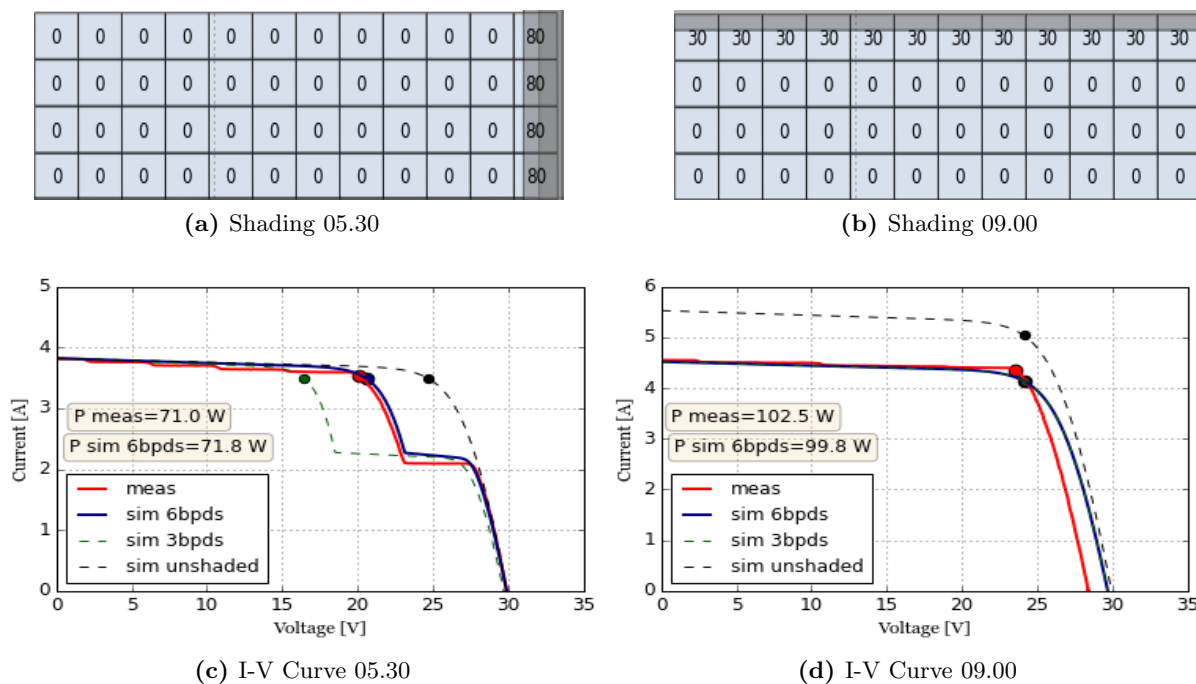 0 0 0 0 0 0 0 0 0 0 0 80
0 0 0 0 0 0 0 0 0 0 0 80
0 0 0 0 0 0 0 0 0 0 0 80
0 0 0 0 0 0 0 0 0 0 0 80
(a) Shading 05.30
30 30 30 30 30 30 30 30 30 30 30 30
0 0 0 0 0 0 0 0 0 0 0 0
0 0 0 0 0 0 0 0 0 0 0 0
0 0 0 0 0 0 0 0 0 0 0 0
(b) Shading 09.00
5
4
3
2
1
0
Current [A]
P meas=71.0 W
P sim 6bpds=71.8 W
meas
sim 6bpds
sim 3bpds
sim unshaded
0 5 10 15 20 25 30 35
Voltage [V]
(c) I-V Curve 05.30
6
5
4
3
2
1
0
Current [A]
P meas=102.5 W
P sim 6bpds=99.8 W
meas
sim 6bpds
sim 3bpds
sim unshaded
0 5 10 15 20 25 30 35
Voltage [V]
(d) I-V Curve 09.00